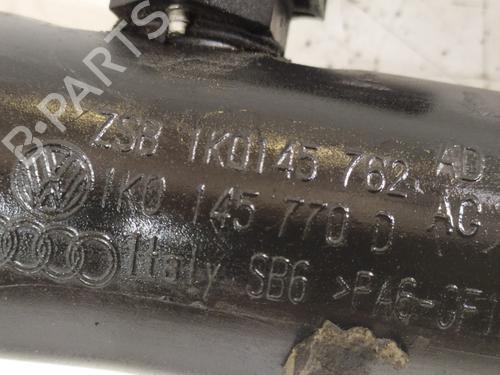 B-PARTS
ZSB 1K0145 762 AD
1K0 145 770 D AC
Italy SB6 >PA6-GF